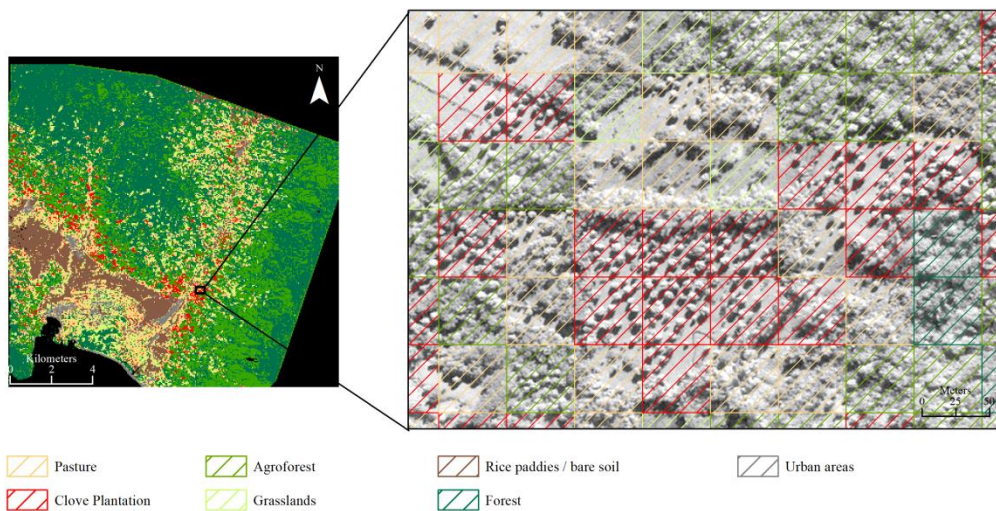 N
Kilometers
0 2 4
Meters
0 25 50
Pasture
Agroforest
Rice paddies / bare soil
Urban areas
Clove Plantation
Grasslands
Forest